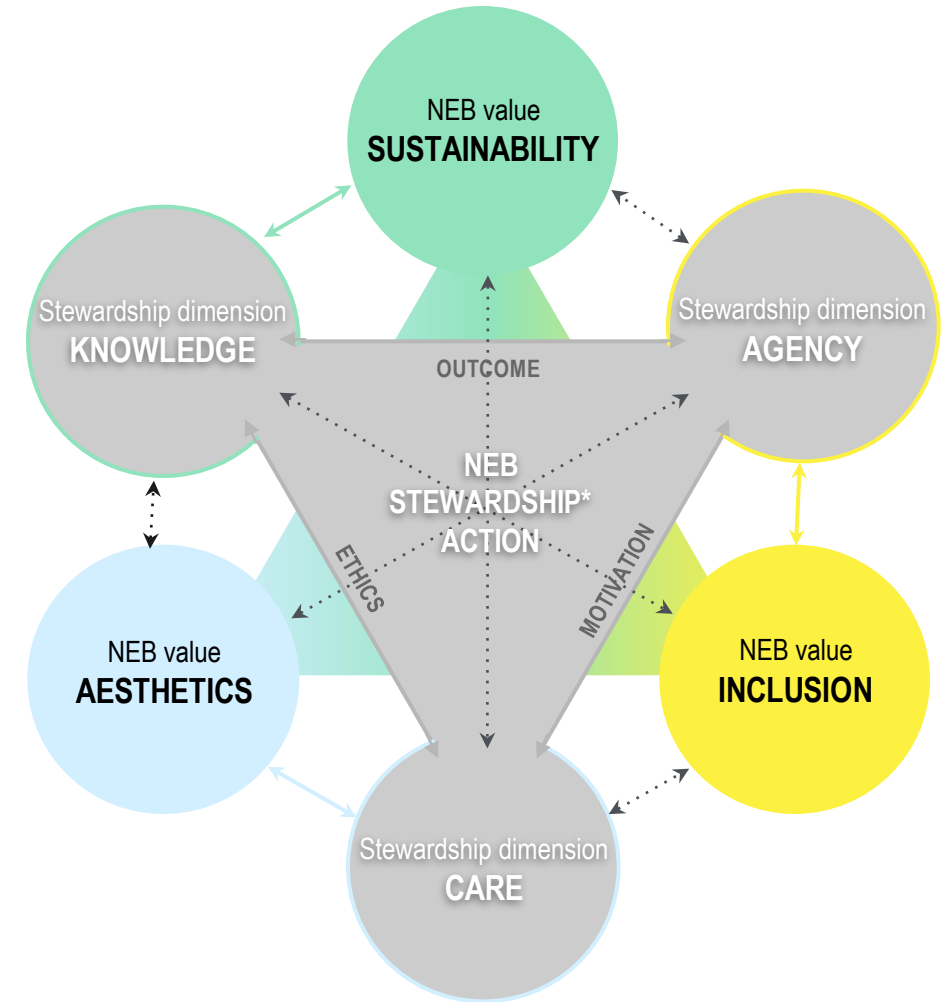 NEB value
SUSTAINABILITY
Stewardship dimension
KNOWLEDGE
Stewardship dimension
AGENCY
OUTCOME
NEB
STEWARDSHIP*
ACTION
ETHICS
MOTIVATION
NEB value
AESTHETICS
NEB value
INCLUSION
Stewardship dimension
CARE